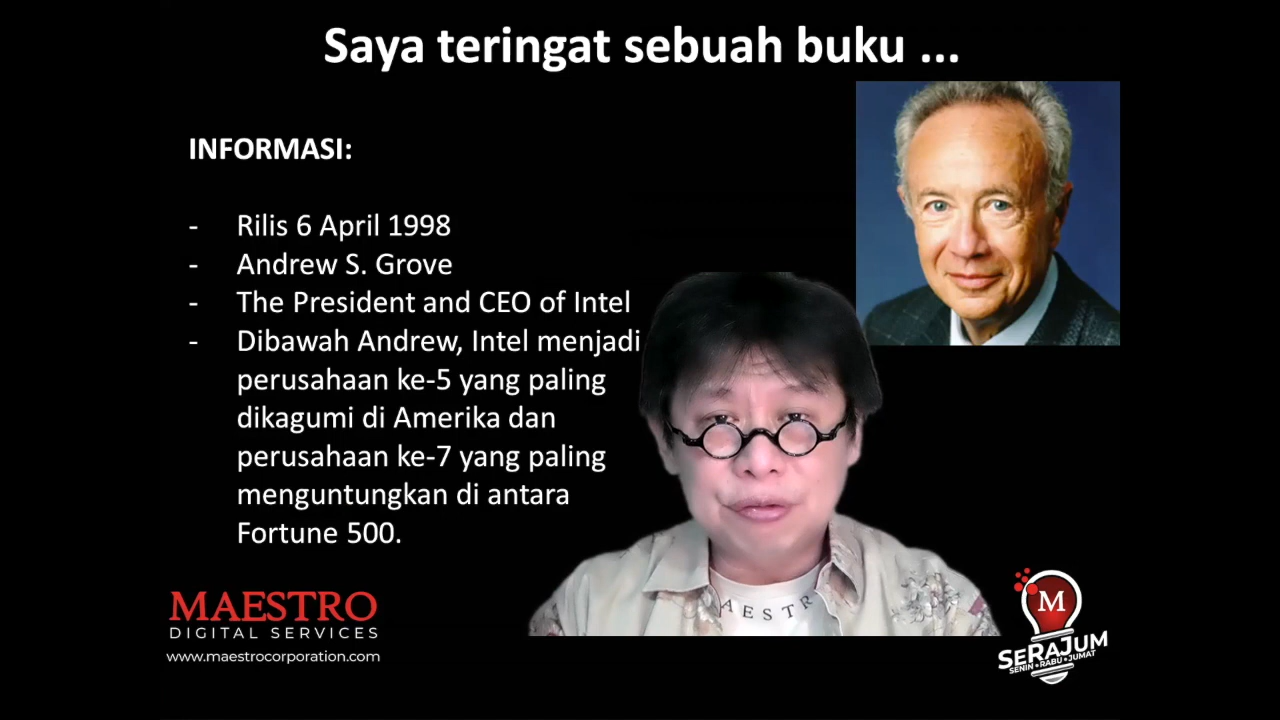 Saya teringat sebuah buku ...
INFORMASI:
- Rilis 6 April 1998
- Andrew S. Grove
- The President and CEO of Intel
- Dibawah Andrew, Intel menjadi
perusahaan ke-5 yang paling
dikagumi di Amerika dan
perusahaan ke-7 yang paling
menguntungkan di antara
Fortune 500.
AESTR
MAESTRO
DIGITAL SERVICES
www.maestrocorporation.com
M
SERAJUM
SENIN • RABU • JUMAT